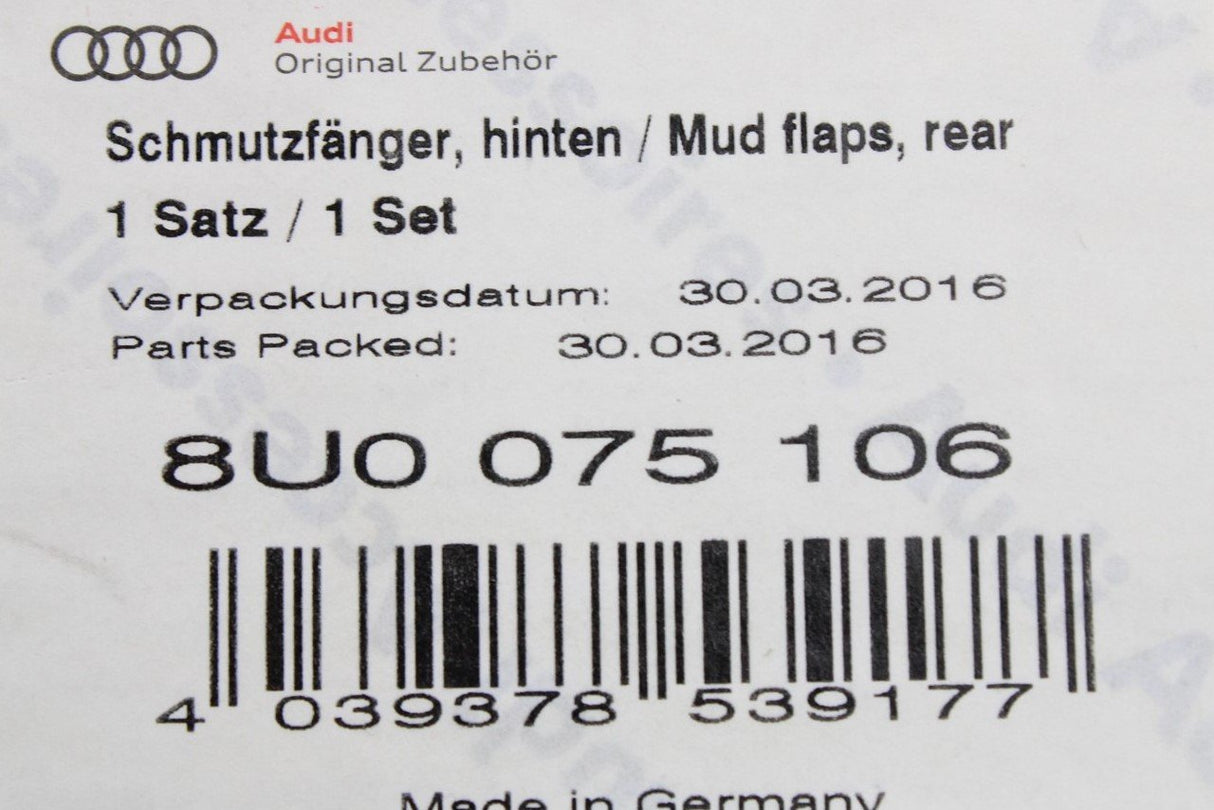 Audi
Original Zubehör
Schmutzfänger, hinten / Mud flaps, rear
1 Satz / 1 Set
Verpackungsdatum: 30.03.2016
Parts Packed: 30.03.2016
8U0 075 106
4 039378 539177
Made in Germany